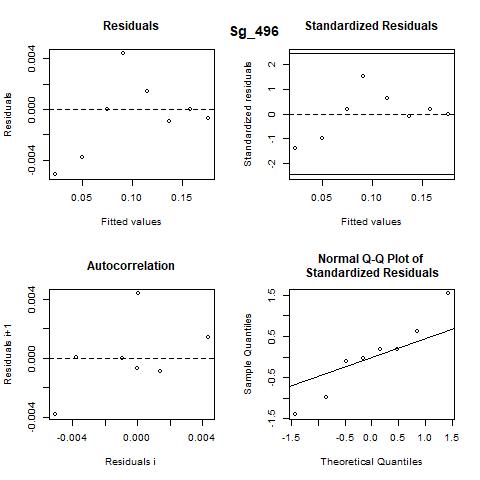 Sg_496
Residuals
Residuals
-0.004
0.000
0.004
0.05
0.10
0.15
Fitted values
Standardized Residuals
Standardized residuals
-2
-1
0
1
2
0.05
0.10
0.15
Fitted values
Autocorrelation
Residuals i+1
-0.004
0.000
0.004
-0.004
0.000
0.004
Residuals i
Normal Q-Q Plot of
Standardized Residuals
Sample Quantiles
-1.5
-0.5
0.5
1.5
-1.5
-0.5
0.0
0.5
1.0
1.5
Theoretical Quantiles